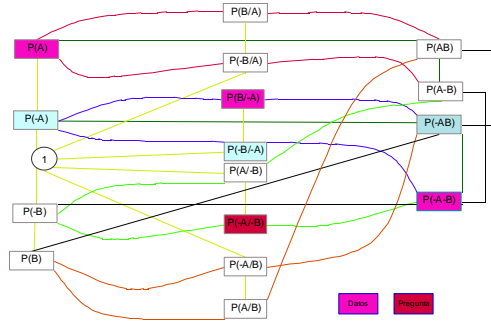 P(B/A)
P(A)
P(AB)
P(-B/A)
P(A-B)
P(B/-A)
P(-A)
P(-AB)
P(-B/-A)
1
P(A/-B)
P(-A-B)
P(-B)
P(-A/-B)
P(B)
P(-A/B)
P(A/B)
Datos
Pregunta